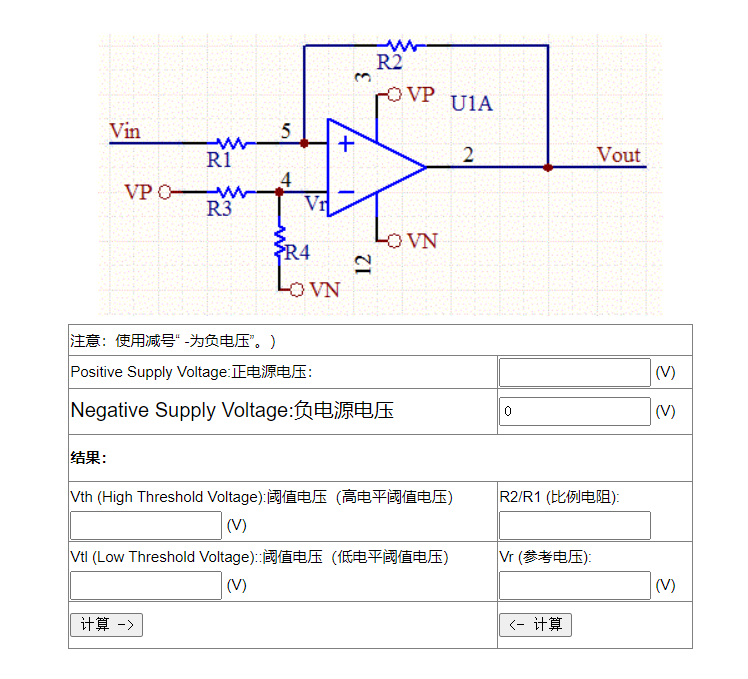 R2
3
VP
U1A
Vin
5
+
R1
2
Vout
4
VP
R3
Vr
−
R4
VN
12
VN
注意：使用减号“ -为负电压”。）
Positive Supply Voltage:正电源电压：
(V)
Negative Supply Voltage:负电源电压
0
(V)
结果：
Vth (High Threshold Voltage):阈值电压（高电平阈值电压）
R2/R1 (比例电阻):
(V)
Vtl (Low Threshold Voltage)::阈值电压（低电平阈值电压）
Vr (参考电压):
(V)
(V)
计算 ->
<- 计算